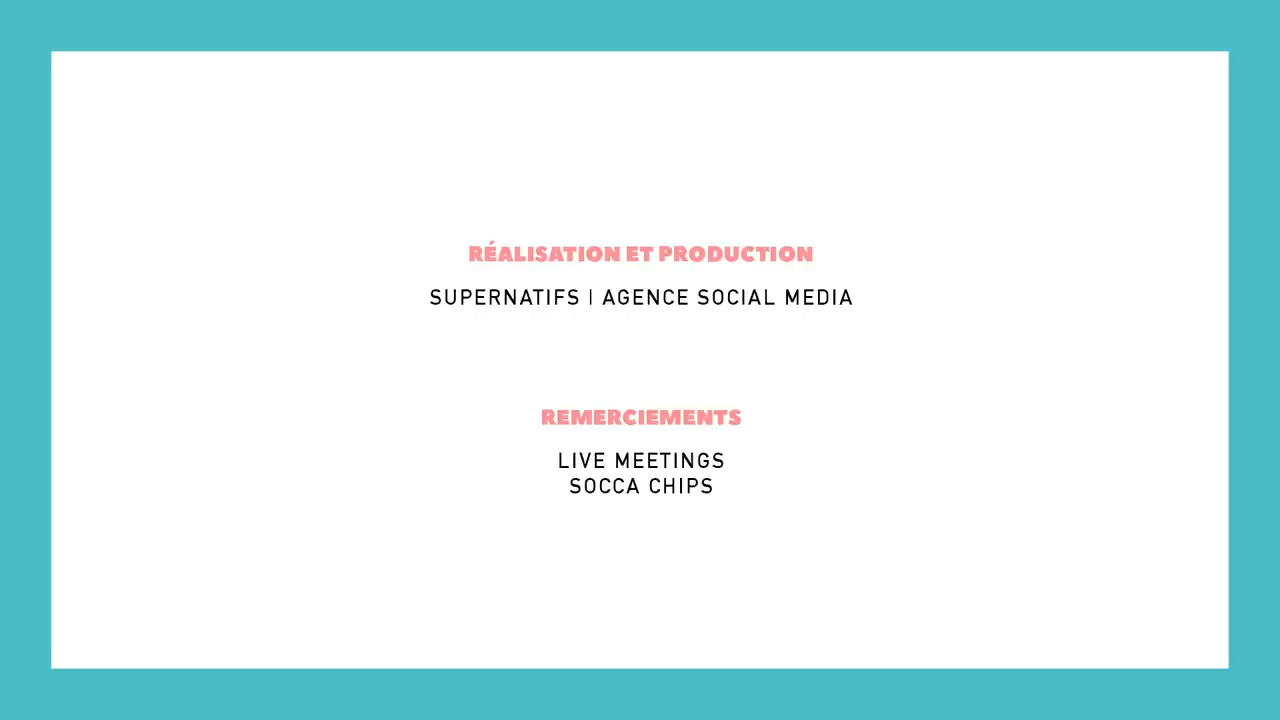 RÉALISATION ET PRODUCTION
SUPERNATIFS | AGENCE SOCIAL MEDIA
REMERCIEMENTS
LIVE MEETINGS
SOCCA CHIPS